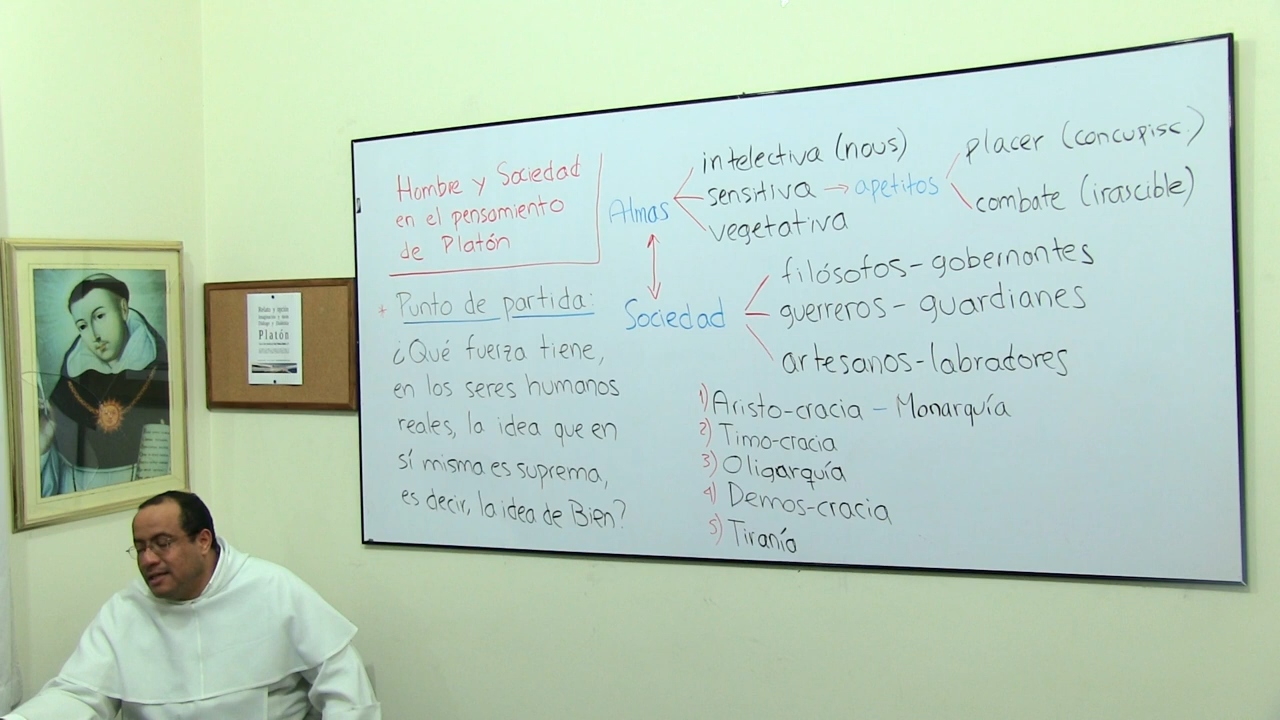 Hombre y Sociedad
en el pensamiento
de Platón
* Punto de partida:
¿Qué fuerza tiene,
en los seres humanos
reales, la idea que en
sí misma es suprema,
es decir, la idea de Bien?
Almas
intelectiva (nous)
sensitiva → apetitos
vegetativa
placer (concupisc.)
combate (irascible)
Sociedad
filósofos - gobernantes
guerreros - guardianes
artesanos - labradores
1) Aristo-cracia - Monarquía
2) Timo-cracia
3) Oligarquía
4) Demos-cracia
5) Tiranía
Platón